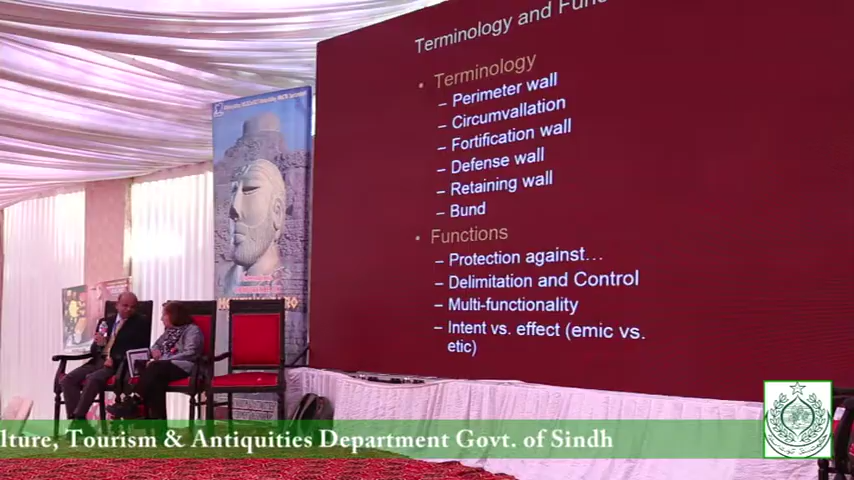 Terminology and Func
• Terminology
– Perimeter wall
– Circumvallation
– Fortification wall
– Defense wall
– Retaining wall
– Bund
• Functions
– Protection against…
– Delimitation and Control
– Multi-functionality
– Intent vs. effect (emic vs.
etic)
lture, Tourism & Antiquities Department Govt. of Sindh